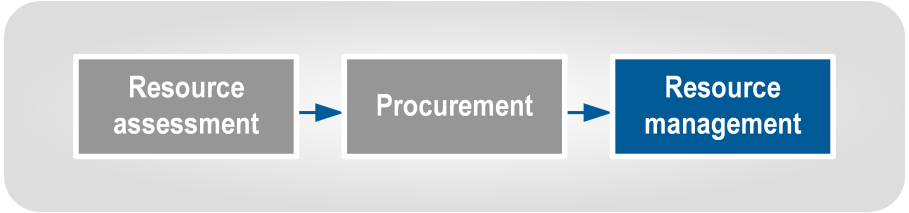 Resource
assessment
Procurement
Resource
management